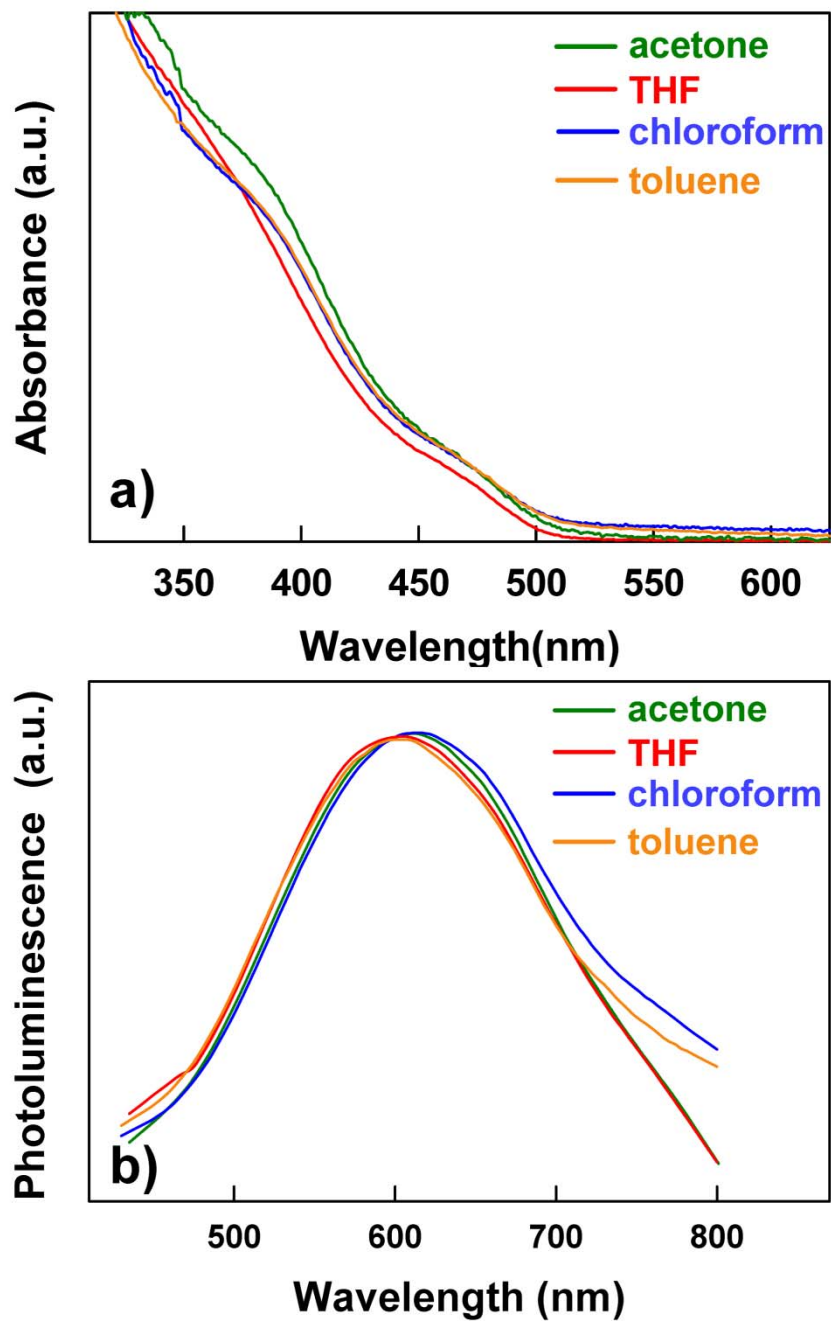 acetone
THF
chloroform
toluene
Absorbance (a.u.)
a)
350 400 450 500 550 600
Wavelength(nm)
acetone
THF
chloroform
toluene
Photoluminescence (a.u.)
b)
500 600 700 800
Wavelength (nm)